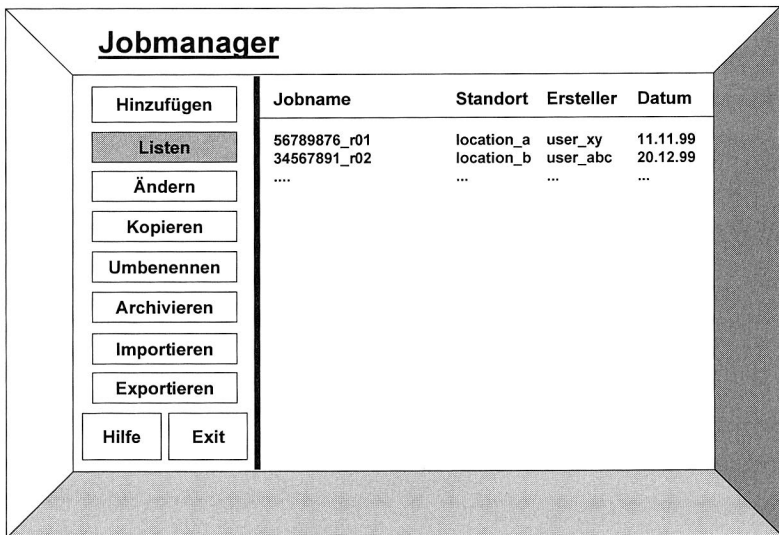 Jobmanager
Hinzufügen
Listen
Ändern
Kopieren
Umbenennen
Archivieren
Importieren
Exportieren
Hilfe Exit
Jobname Standort Ersteller Datum
56789876_r01 location_a user_xy 11.11.99
34567891_r02 location_b user_abc 20.12.99
.... ... ... ...